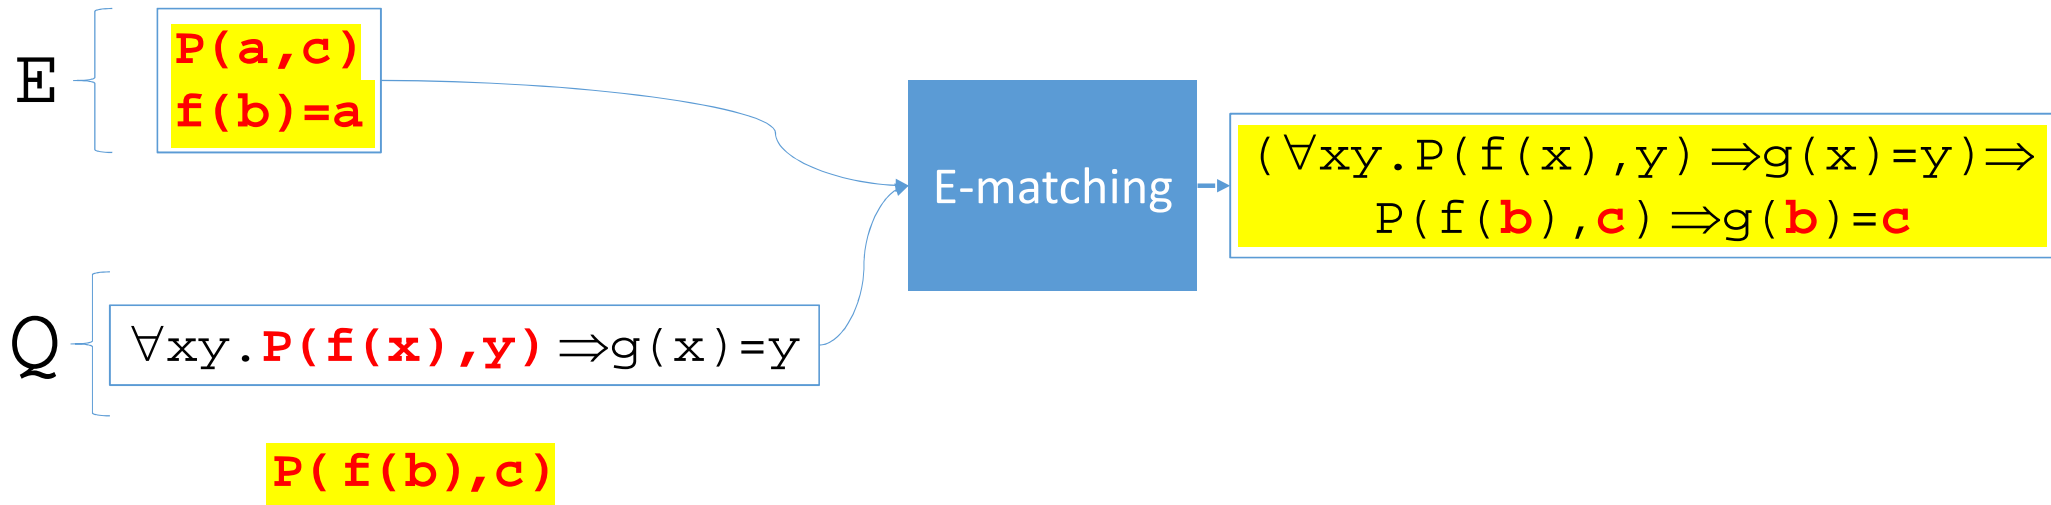 E
P(a,c)
f(b)=a
E-matching
(∀xy.P(f(x),y)⇒g(x)=y)⇒
P(f(b),c)⇒g(b)=c
Q
∀xy.P(f(x),y)⇒g(x)=y
P(f(b),c)